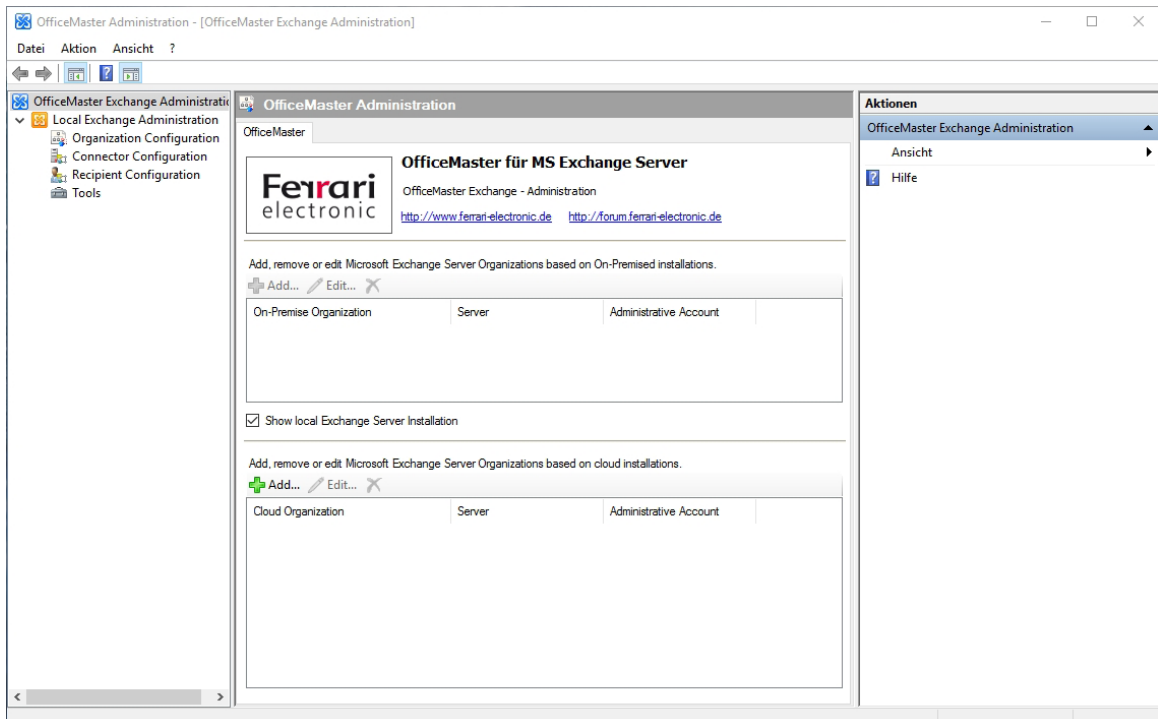 OfficeMaster Administration - [OfficeMaster Exchange Administration]
Datei Aktion Ansicht ?
OfficeMaster Exchange Administratio
Local Exchange Administration
Organization Configuration
Connector Configuration
Recipient Configuration
Tools
OfficeMaster Administration
OfficeMaster
Ferrari
electronic
OfficeMaster für MS Exchange Server
OfficeMaster Exchange - Administration
http://www.ferrari-electronic.de http://forum.ferrari-electronic.de
Add, remove or edit Microsoft Exchange Server Organizations based on On-Premised installations.
Add... Edit...
On-Premise Organization Server Administrative Account
Show local Exchange Server Installation
Add, remove or edit Microsoft Exchange Server Organizations based on cloud installations.
Add... Edit...
Cloud Organization Server Administrative Account
Aktionen
OfficeMaster Exchange Administration
Ansicht
Hilfe